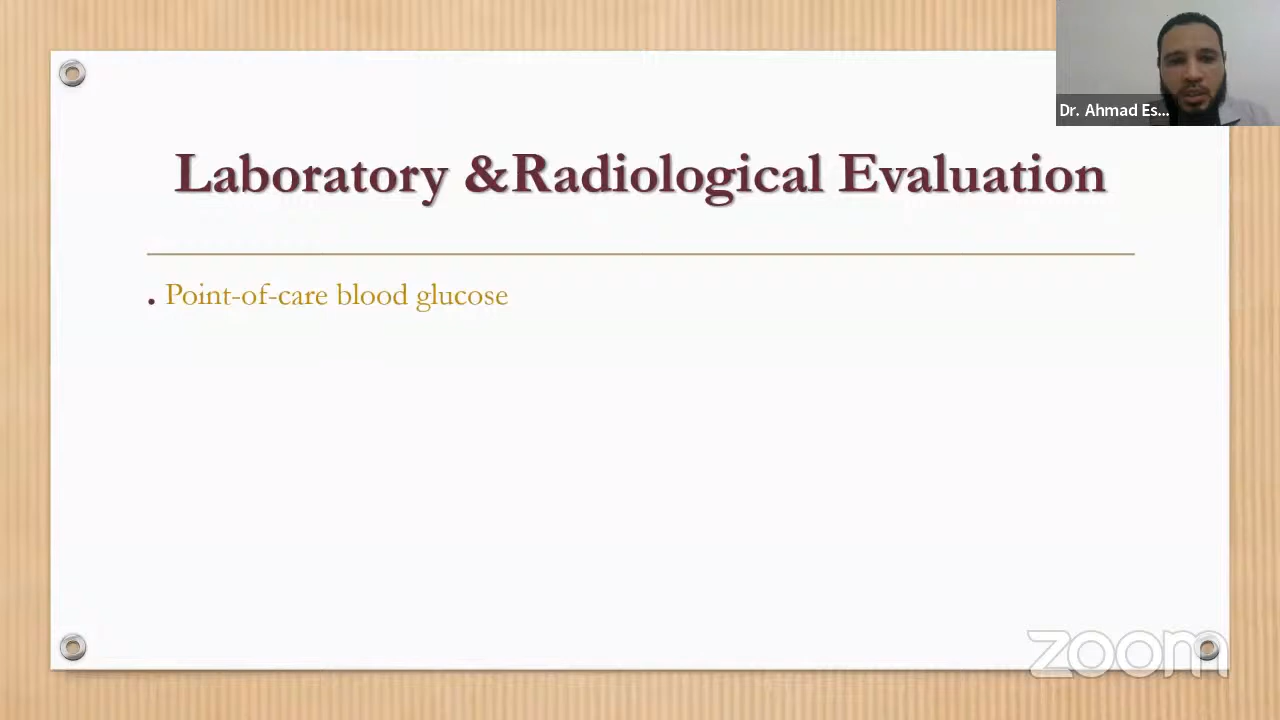 Dr. Ahmad Es...
Laboratory &Radiological Evaluation
. Point-of-care blood glucose
zoom